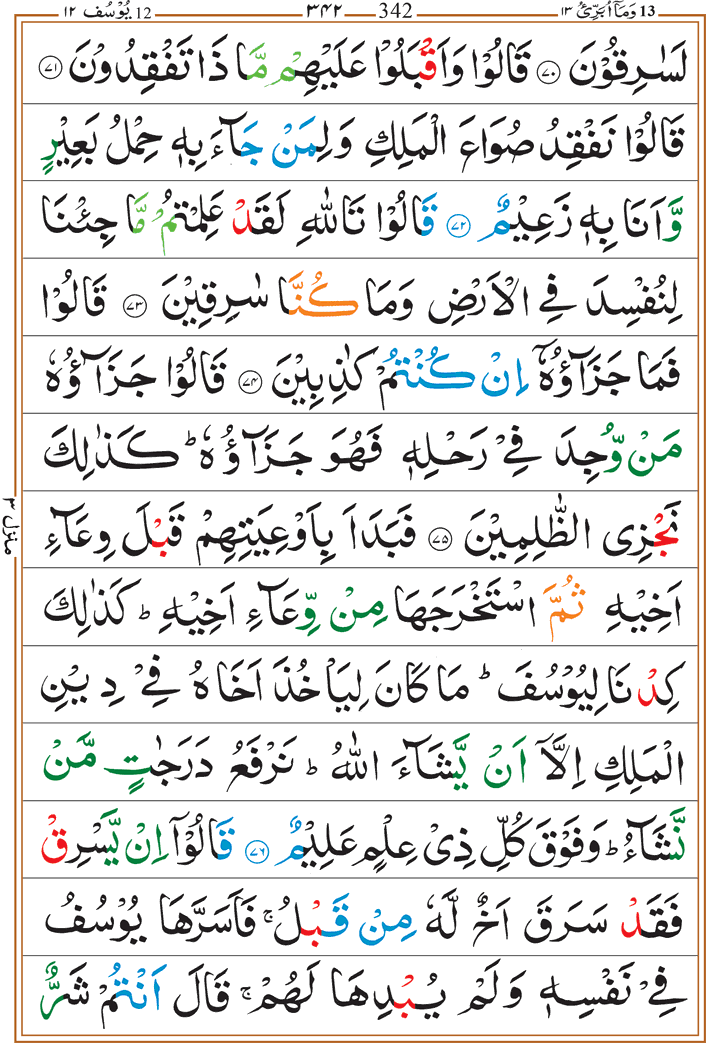 13 وَمَاۤ اُبَرِّئُ ١٣ 342 ٣٤٢ 12 يُوْسُف ١٢
لَسٰرِقُوْنَ ﴿٧٠﴾ قَالُوْا وَاَقْبَلُوْا عَلَيْهِمْ مَّا ذَا تَفْقِدُوْنَ ﴿٧١﴾
قَالُوْا نَفْقِدُ صُوَاعَ الْمَلِكِ وَلِمَنْ جَآءَ بِهٖ حِمْلُ بَعِيْرٍ
وَّاَنَا بِهٖ زَعِيْمٌ ﴿٧٢﴾ قَالُوْا تَاللّٰهِ لَقَدْ عَلِمْتُمْ مَّا جِئْنَا
لِنُفْسِدَ فِى الْاَرْضِ وَمَا كُنَّا سٰرِقِيْنَ ﴿٧٣﴾ قَالُوْا
فَمَا جَزَآؤُهٗۤ اِنْ كُنْتُمْ كٰذِبِيْنَ ﴿٧٤﴾ قَالُوْا جَزَآؤُهٗ
مَنْ وُّجِدَ فِىْ رَحْلِهٖ فَهُوَ جَزَآؤُهٗ ؕ كَذٰلِكَ
نَجْزِى الظّٰلِمِيْنَ ﴿٧٥﴾ فَبَدَاَ بِاَوْعِيَتِهِمْ قَبْلَ وِعَآءِ
اَخِيْهِ ثُمَّ اسْتَخْرَجَهَا مِنْ وِّعَآءِ اَخِيْهِ ؕ كَذٰلِكَ
كِدْنَا لِيُوْسُفَ ؕ مَا كَانَ لِيَاْخُذَ اَخَاهُ فِىْ دِيْنِ
الْمَلِكِ اِلَّاۤ اَنْ يَّشَآءَ اللّٰهُ ؕ نَرْفَعُ دَرَجٰتٍ مَّنْ
نَّشَآءُ ؕ وَفَوْقَ كُلِّ ذِىْ عِلْمٍ عَلِيْمٌ ﴿٧٦﴾ قَالُوْۤا اِنْ يَّسْرِقْ
فَقَدْ سَرَقَ اَخٌ لَّهٗ مِنْ قَبْلُ ۚ فَاَسَرَّهَا يُوْسُفُ
فِىْ نَفْسِهٖ وَلَمْ يُبْدِهَا لَهُمْ ۚ قَالَ اَنْتُمْ شَرٌّ
منزل ٣